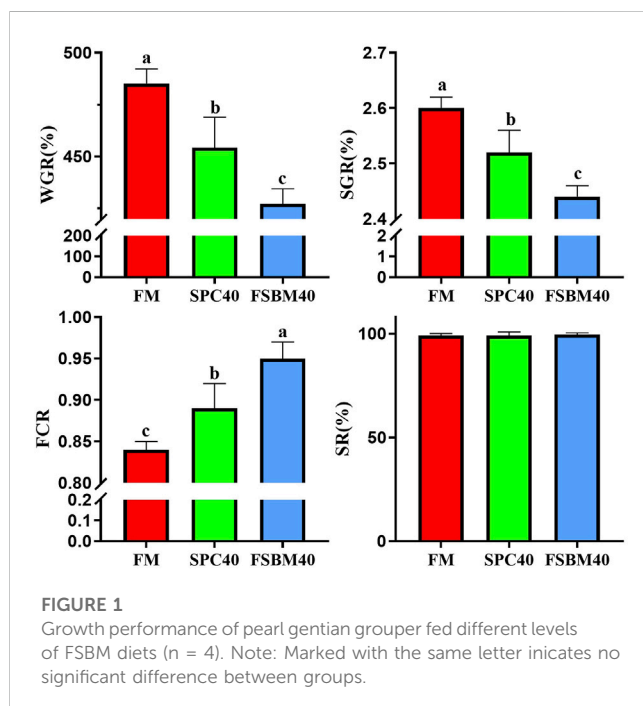 500
450
200
100
0
WGR(%)
a
b
c
FM SPC40 FSBM40
2.7
2.6
2.5
2.4
2
1
0
SGR(%)
a
b
c
FM SPC40 FSBM40
1.00
0.95
0.90
0.85
0.80
0.2
0.1
0.0
FCR
c
b
a
FM SPC40 FSBM40
100
50
0
SR(%)
FM SPC40 FSBM40
FIGURE 1
Growth performance of pearl gentian grouper fed different levels
of FSBM diets (n = 4). Note: Marked with the same letter inicates no
significant difference between groups.